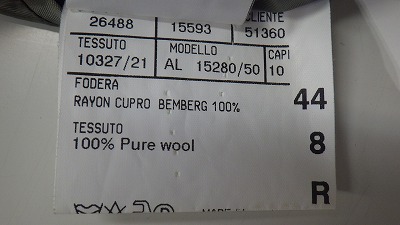 CLIENTE
26488 15593 51360
TESSUTO MODELLO CAPI
10327/21 AL 15280/50 10
FODERA
RAYON CUPRO BEMBERG 100% 44
TESSUTO
100% Pure wool 8
R